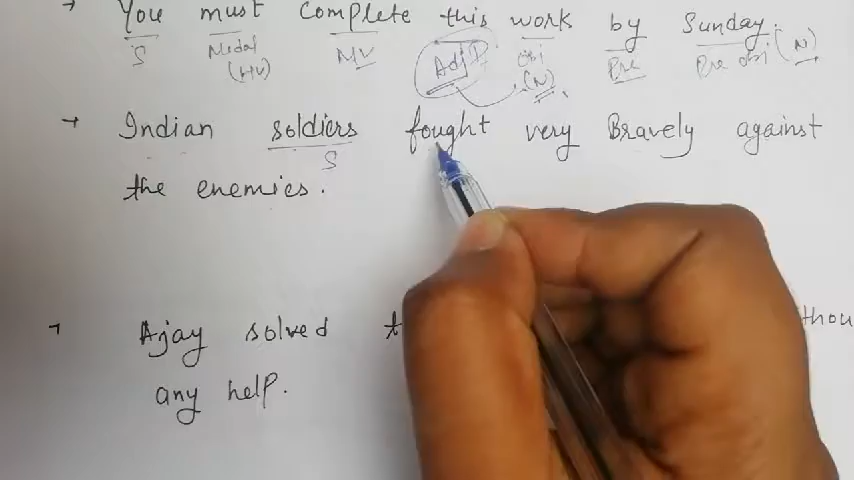 → You must complete this work by Sunday.
S Modal MV Adj Obj Pre Pre obj (N)
(HV) (N)
→ Indian soldiers fought very Bravely against
S
the enemies.
→ Ajay solved
any help.